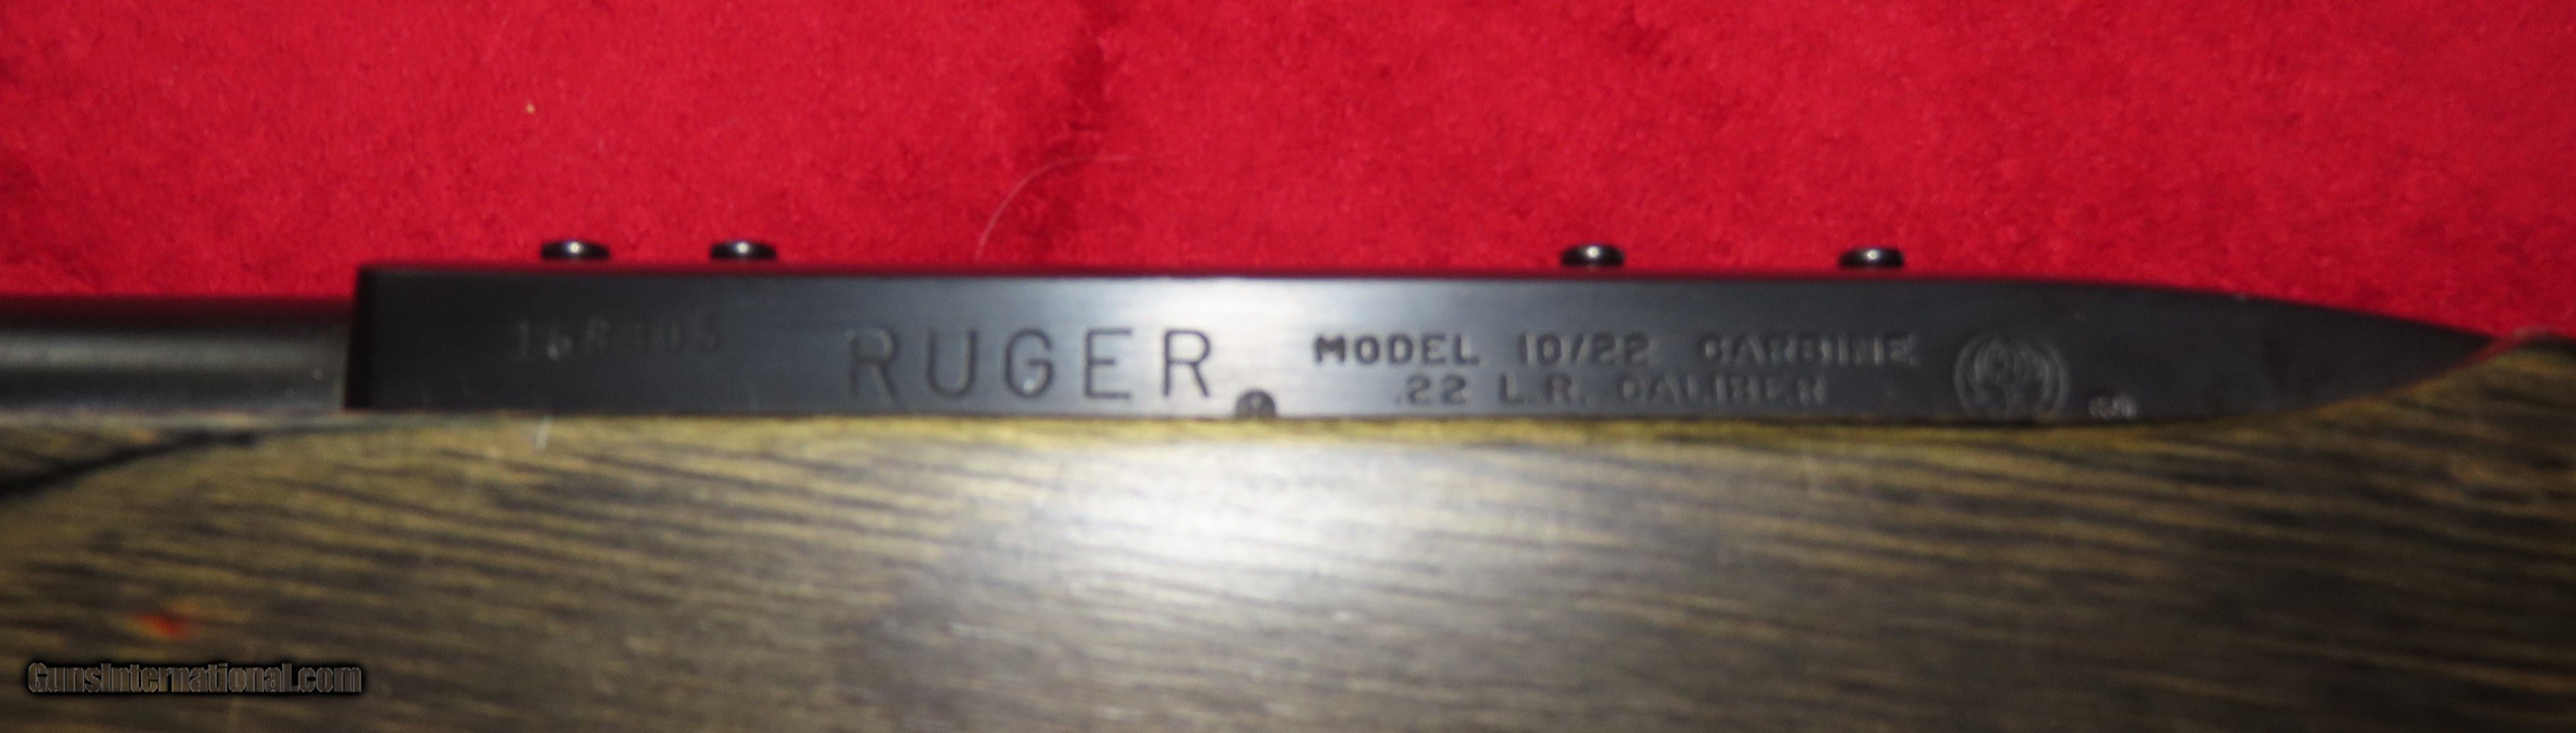 RUGER
MODEL 10/22 CARBINE
.22 L.R. CALIBER
GunsInternational.com